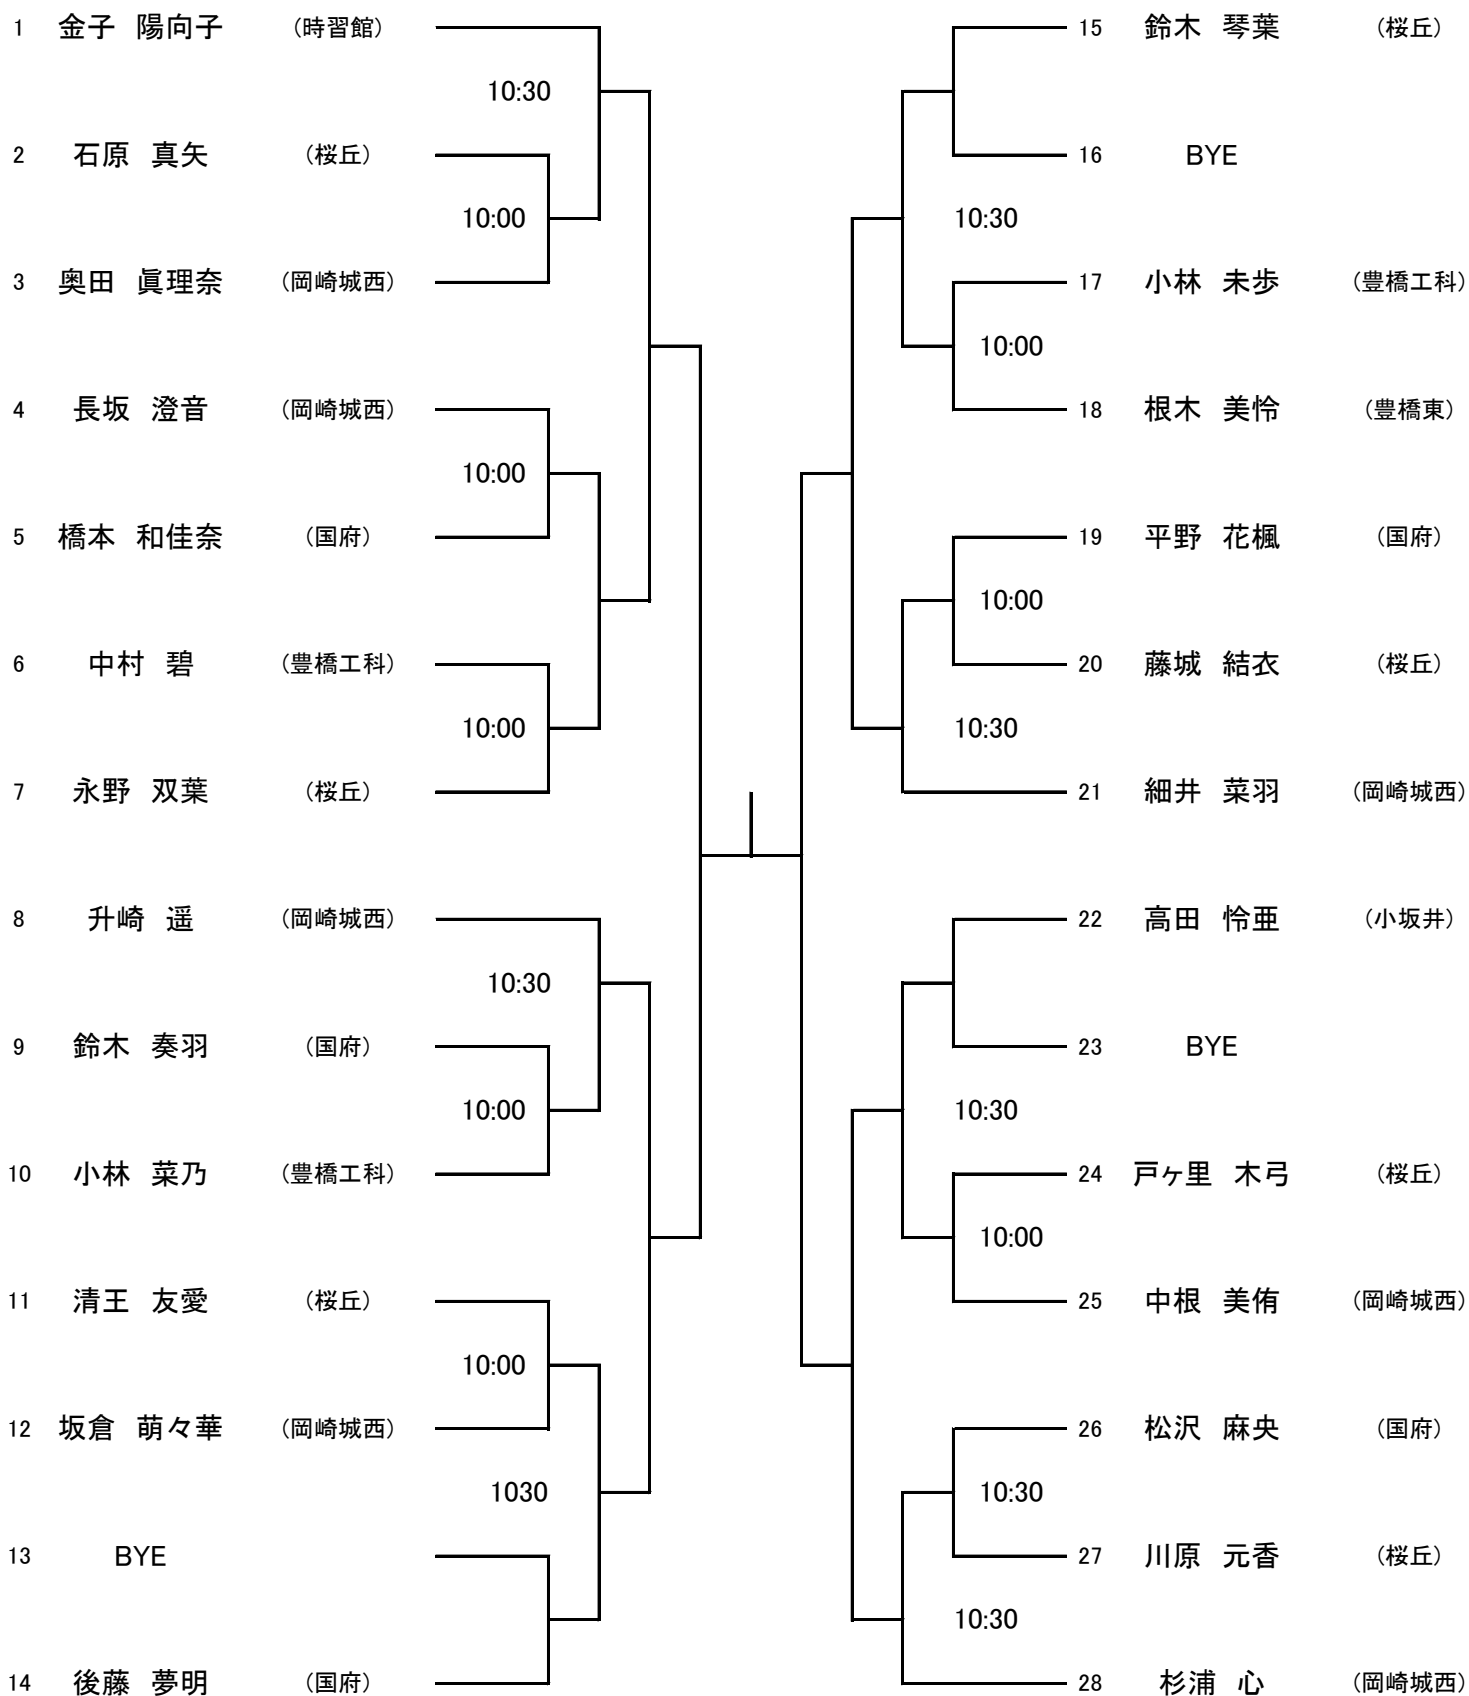 1 金子 陽向子 (時習館)
10:30
2 石原 真矢 (桜丘)
10:00
3 奥田 眞理奈 (岡崎城西)
4 長坂 澄音 (岡崎城西)
10:00
5 橋本 和佳奈 (国府)
6 中村 碧 (豊橋工科)
10:00
7 永野 双葉 (桜丘)
8 升崎 遥 (岡崎城西)
10:30
9 鈴木 奏羽 (国府)
10:00
10 小林 菜乃 (豊橋工科)
11 清王 友愛 (桜丘)
10:00
12 坂倉 萌々華 (岡崎城西)
1030
13 BYE
14 後藤 夢明 (国府)
15 鈴木 琴葉 (桜丘)
16 BYE
10:30
17 小林 未歩 (豊橋工科)
10:00
18 根木 美怜 (豊橋東)
19 平野 花楓 (国府)
10:00
20 藤城 結衣 (桜丘)
10:30
21 細井 菜羽 (岡崎城西)
22 高田 怜亜 (小坂井)
23 BYE
10:30
24 戸ヶ里 木弓 (桜丘)
10:00
25 中根 美侑 (岡崎城西)
26 松沢 麻央 (国府)
10:30
27 川原 元香 (桜丘)
10:30
28 杉浦 心 (岡崎城西)